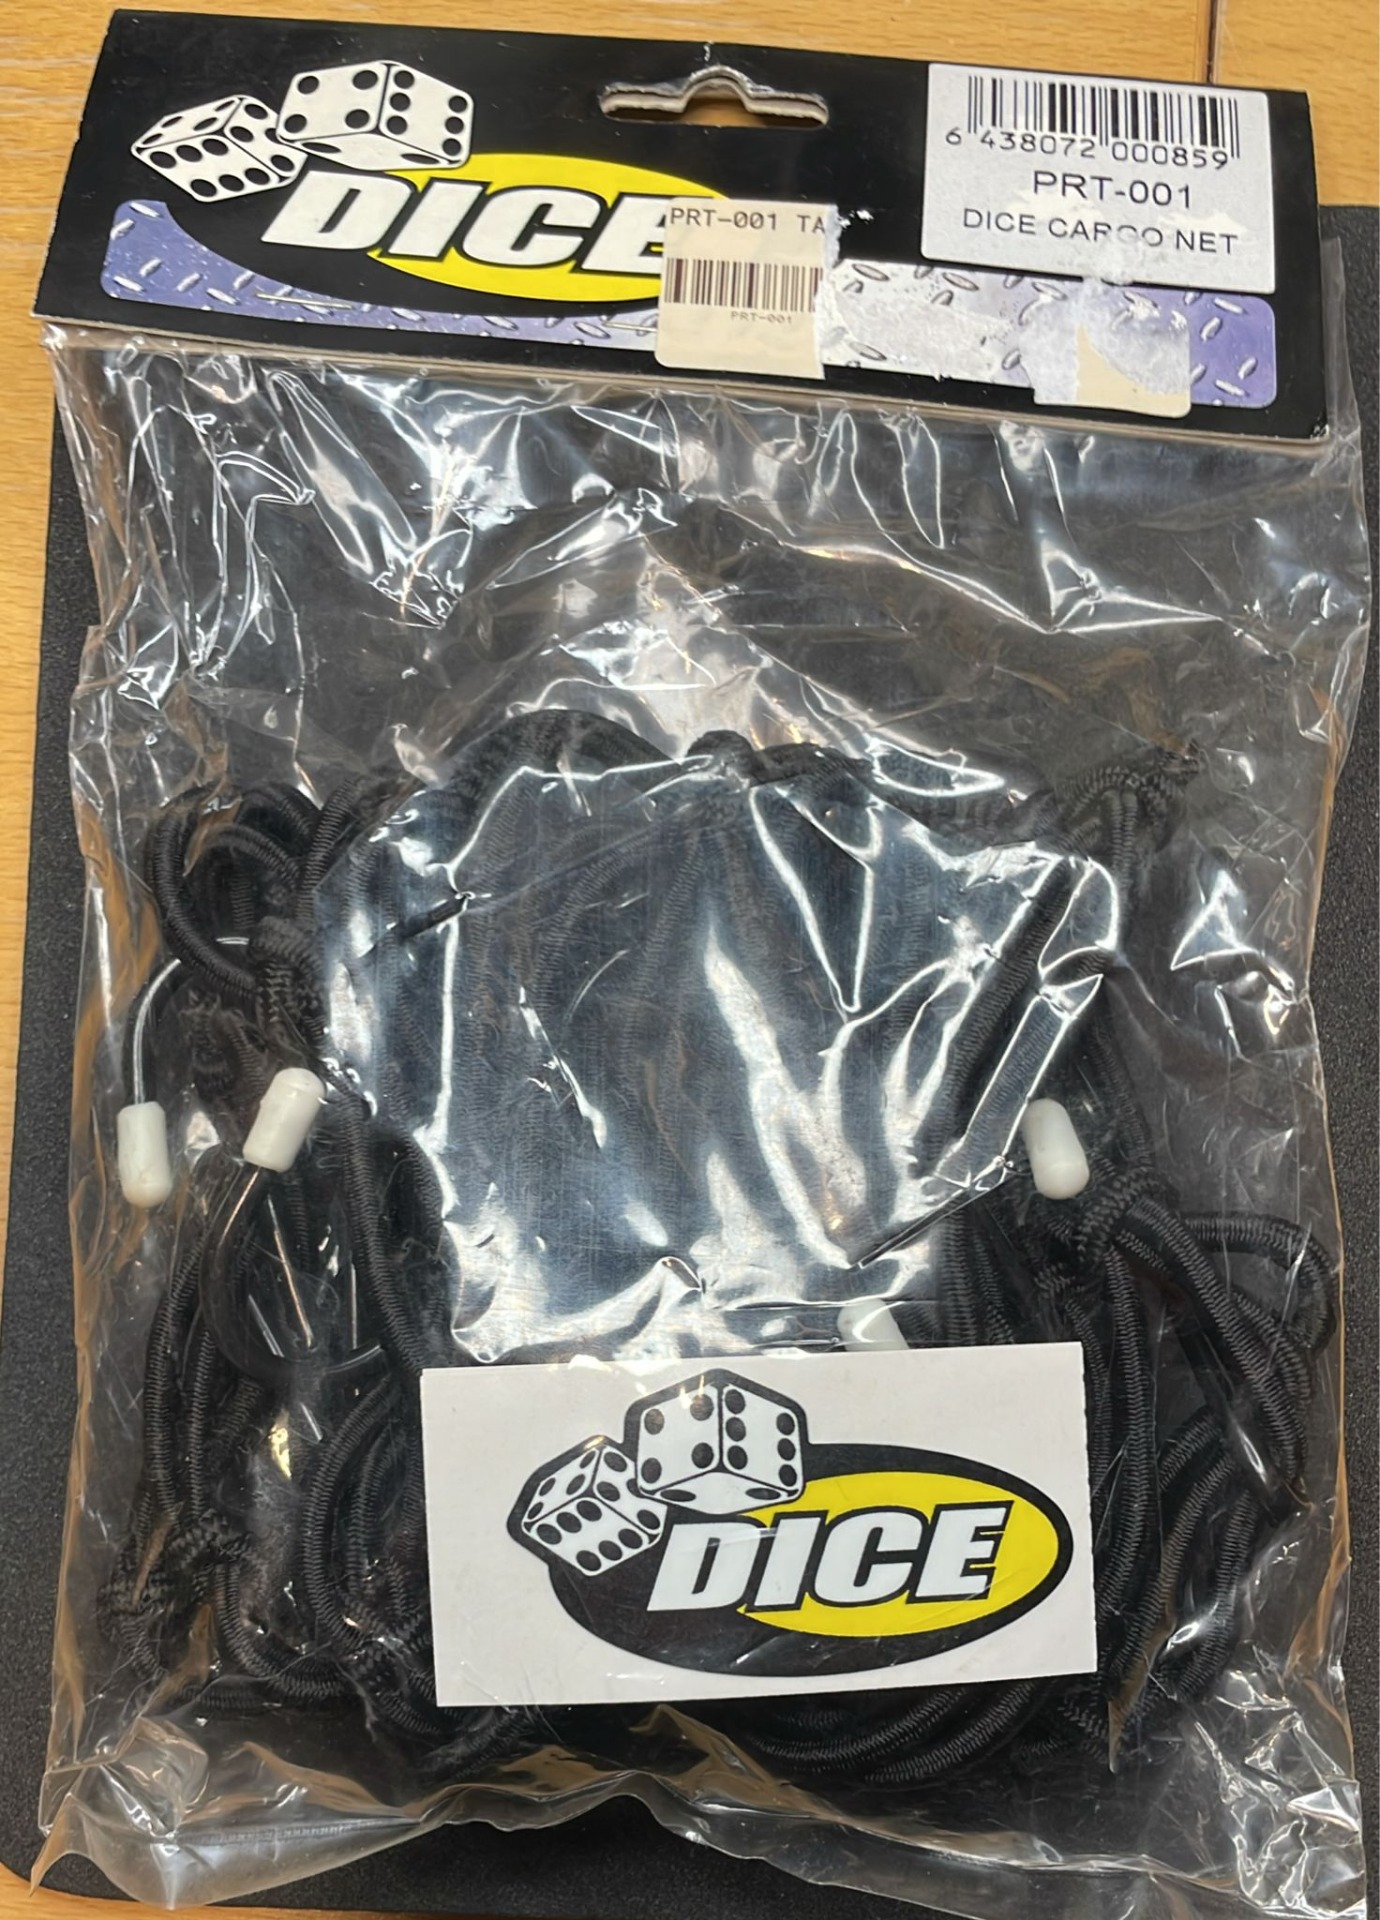 DICE
PRT-001 TA
PRT-001
6 438072 000859
PRT-001
DICE CARGO NET
DICE